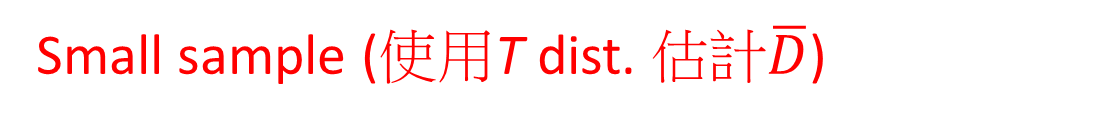 Small sample (使用T dist. 估計D̅)